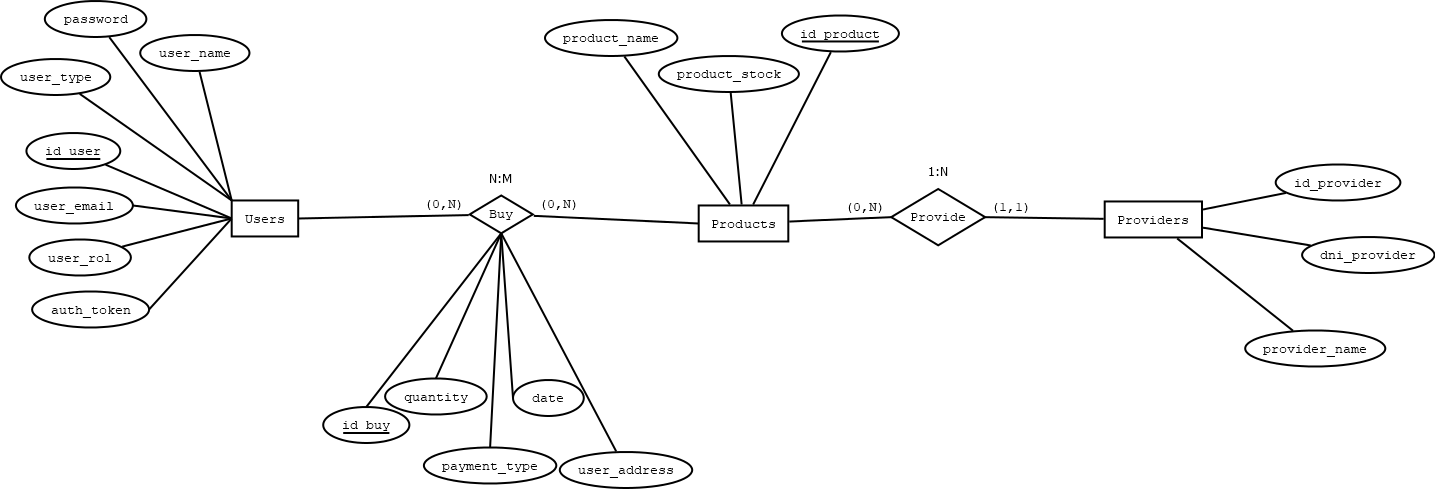 password
user_name
user_type
id_user
user_email
user_rol
auth_token
Users
(0,N)
N:M
Buy
(0,N)
id_buy
quantity
payment_type
date
user_address
product_name
product_stock
id_product
Products
(0,N)
1:N
Provide
(1,1)
Providers
id_provider
dni_provider
provider_name